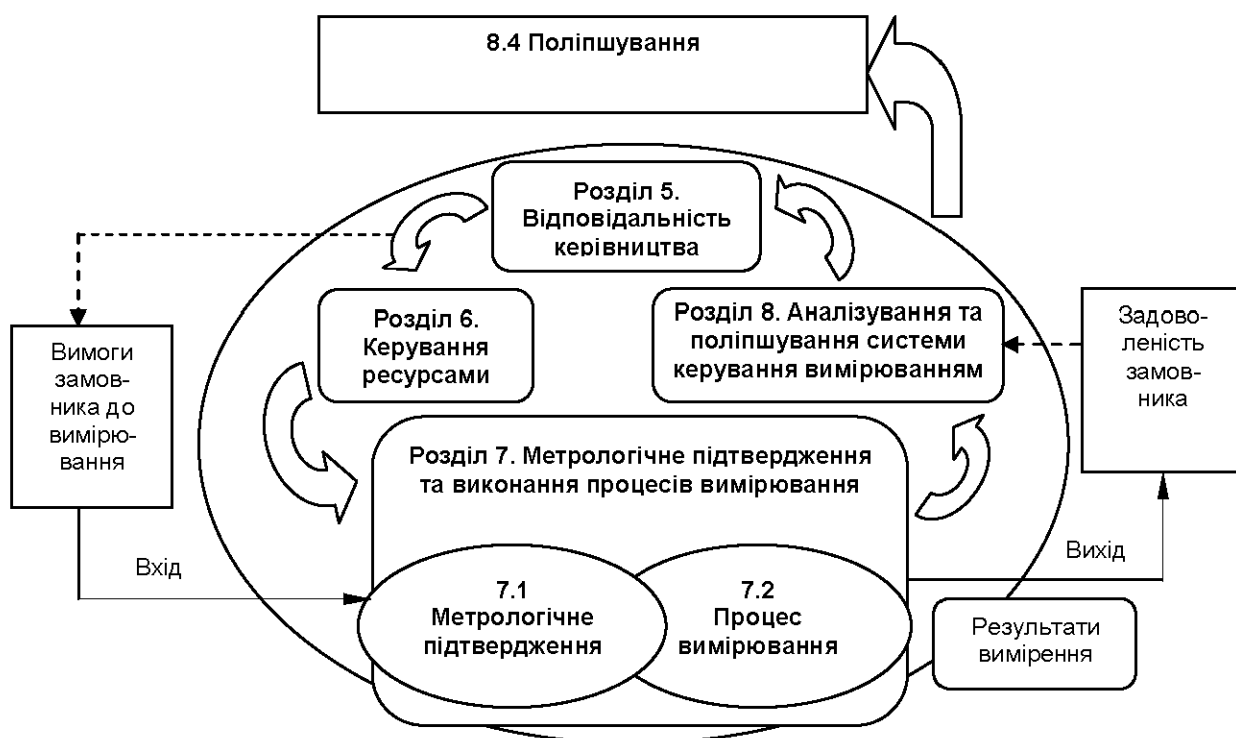 8.4 Поліпшування
Розділ 5.
Відповідальність
керівництва
Розділ 6.
Керування
ресурсами
Розділ 8. Аналізування та
поліпшування системи
керування вимірюванням
Вимоги
замов-
ника до
вимірю-
вання
Задово-
леність
замов-
ника
Розділ 7. Метрологічне підтвердження
та виконання процесів вимірювання
Вхід
Вихід
7.1
Метрологічне
підтвердження
7.2
Процес
вимірювання
Результати
вимірення